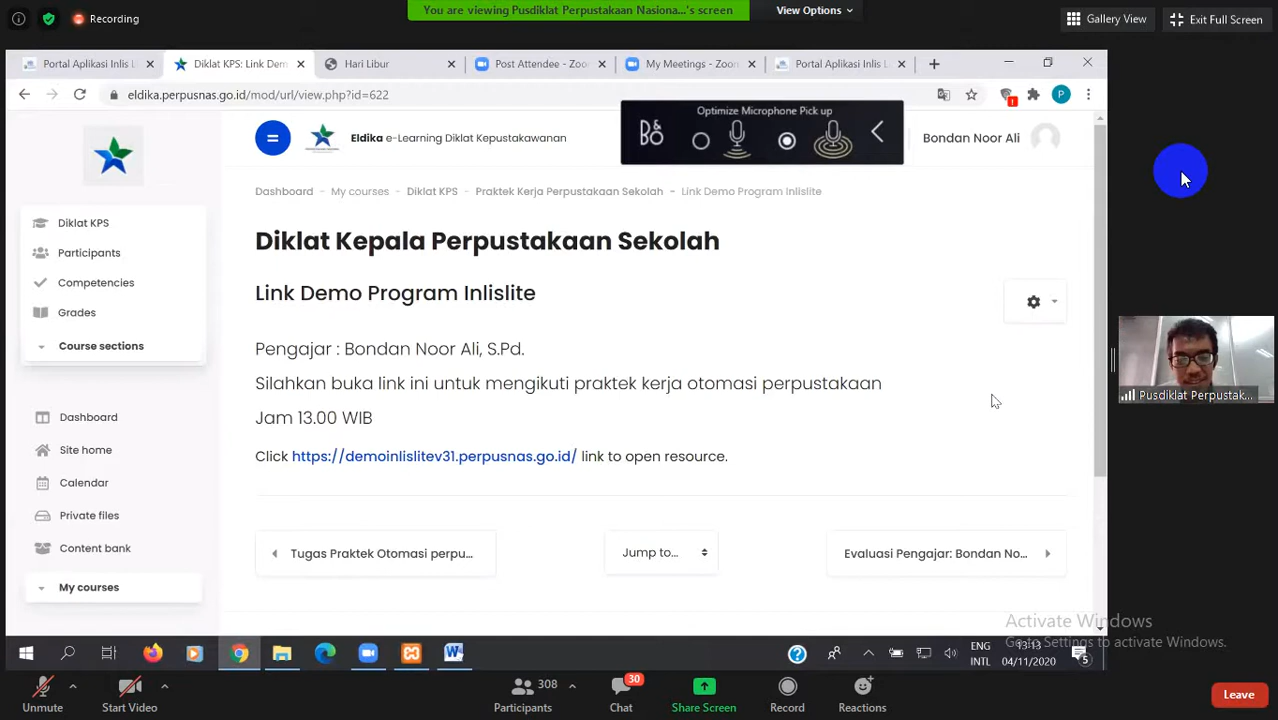 Recording
You are viewing Pusdiklat Perpustakaan Nasiona...'s screen
View Options
Gallery View
Exit Full Screen
Portal Aplikasi Inlis L
Diklat KPS: Link Dem
Hari Libur
Post Attendee - Zoo
My Meetings - Zoo
Portal Aplikasi Inlis L
eldika.perpusnas.go.id/mod/url/view.php?id=622
P
Optimize Microphone Pick up
B&O
Eldika e-Learning Diklat Kepustakawanan
Bondan Noor Ali
Dashboard - My courses - Diklat KPS - Praktek Kerja Perpustakaan Sekolah - Link Demo Program Inlislite
Diklat KPS
Participants
Competencies
Grades
Course sections
Dashboard
Site home
Calendar
Private files
Content bank
My courses
Diklat Kepala Perpustakaan Sekolah
Link Demo Program Inlislite
Pengajar : Bondan Noor Ali, S.Pd.
Silahkan buka link ini untuk mengikuti praktek kerja otomasi perpustakaan
Jam 13.00 WIB
Click https://demoinlislitev31.perpusnas.go.id/ link to open resource.
Tugas Praktek Otomasi perpu...
Jump to...
Evaluasi Pengajar: Bondan No...
Pusdiklat Perpustak...
Activate Windows
Go to Settings to activate Windows.
ENG
INTL
13:13
04/11/2020
5
Unmute
Start Video
308
Participants
30
Chat
Share Screen
Record
Reactions
Leave